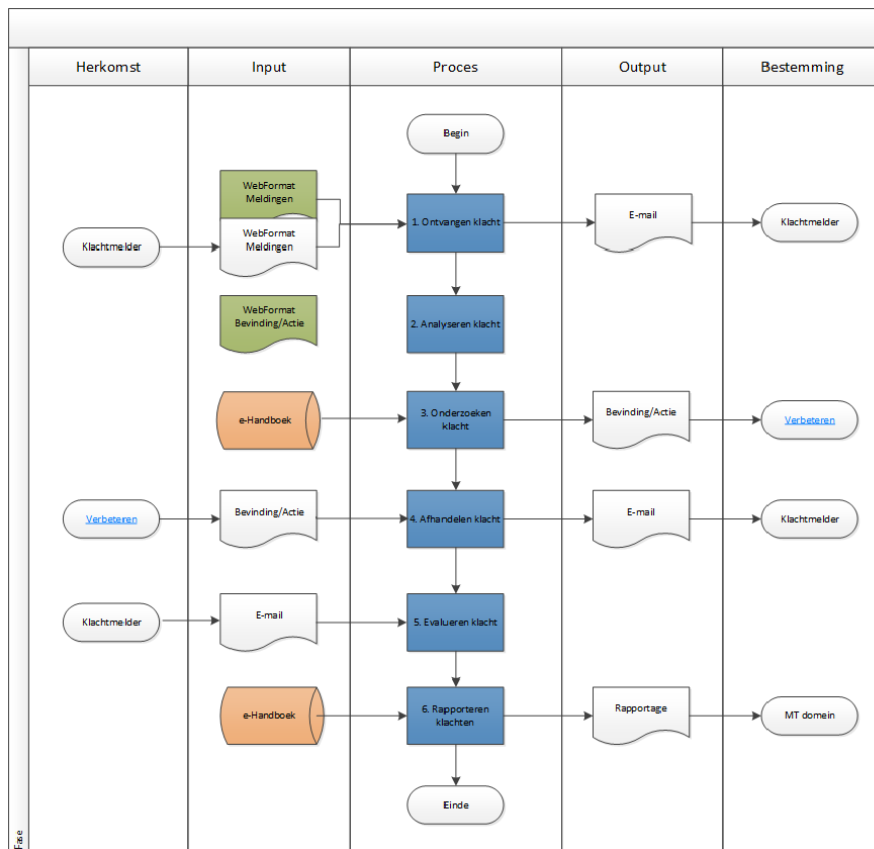 Herkomst
Input
Proces
Output
Bestemming
Begin
WebFormat
Meldingen
WebFormat
Meldingen
Klachtmelder
1. Ontvangen klacht
E-mail
Klachtmelder
WebFormat
Bevinding/Actie
2. Analyseren klacht
e-Handboek
3. Onderzoeken
klacht
Bevinding/Actie
Verbeteren
Verbeteren
Bevinding/Actie
4. Afhandelen klacht
E-mail
Klachtmelder
Klachtmelder
E-mail
5. Evalueren klacht
e-Handboek
6. Rapporteren
klachten
Rapportage
MT domein
Einde
Fase